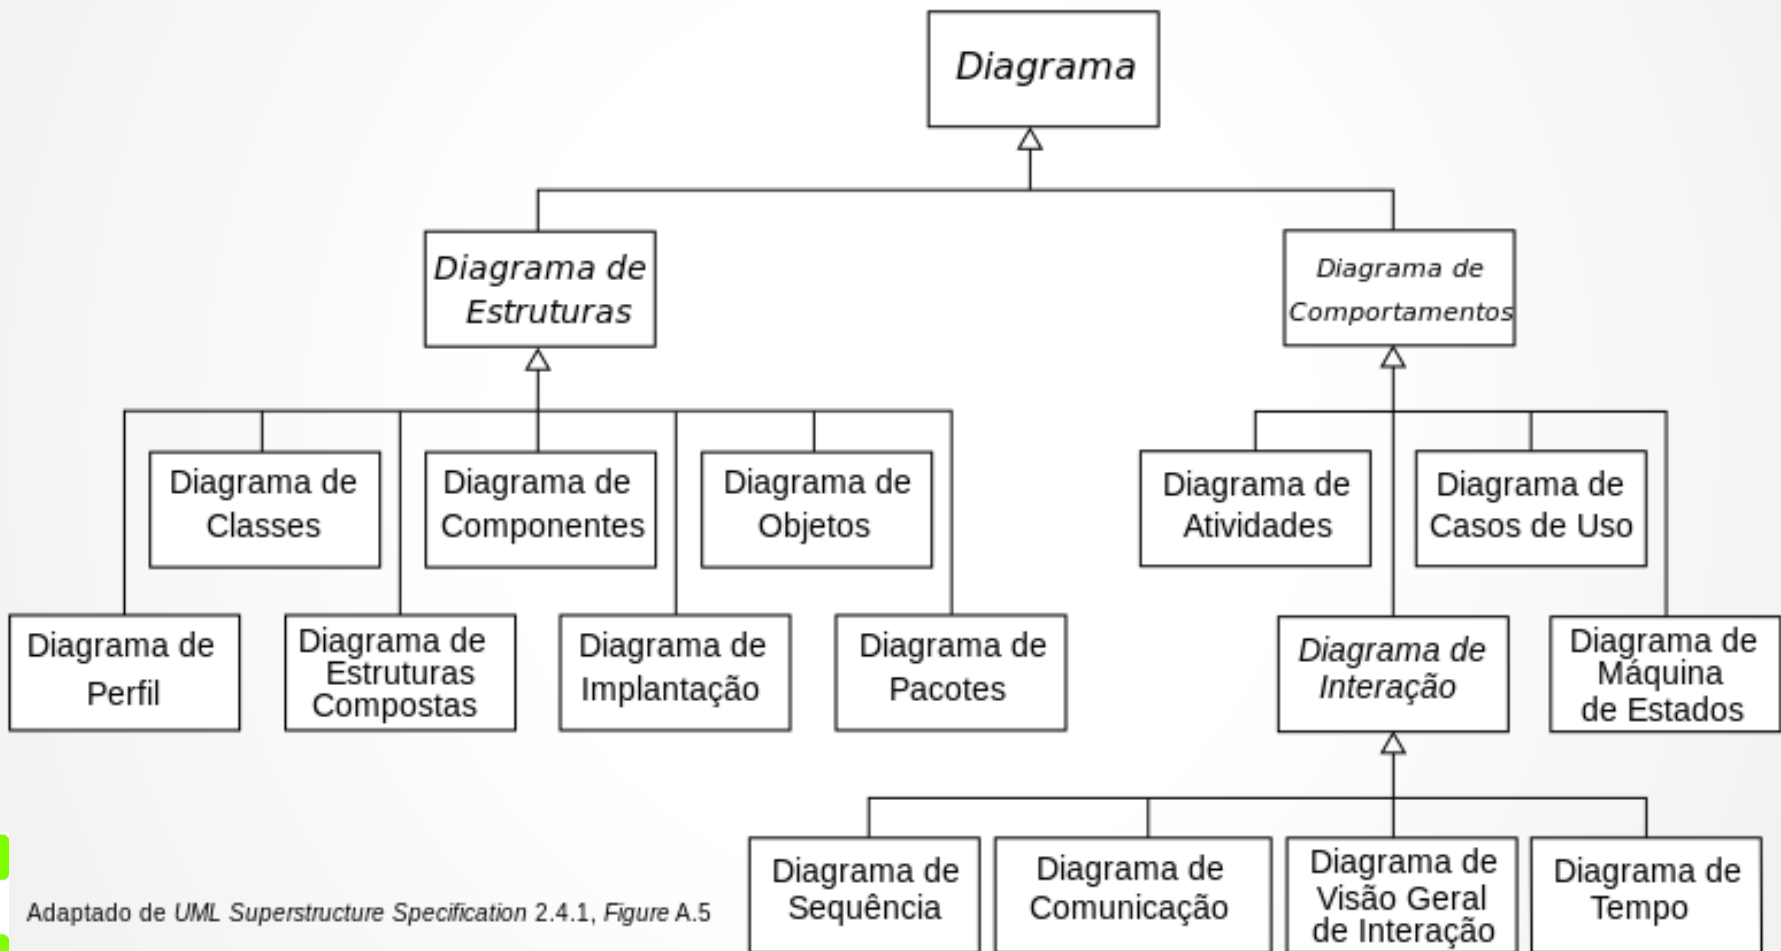 Diagrama
Diagrama de
Estruturas
Diagrama de
Comportamentos
Diagrama de
Classes
Diagrama de
Componentes
Diagrama de
Objetos
Diagrama de
Atividades
Diagrama de
Casos de Uso
Diagrama de
Perfil
Diagrama de
Estruturas
Compostas
Diagrama de
Implantação
Diagrama de
Pacotes
Diagrama de
Interação
Diagrama de
Máquina
de Estados
Diagrama de
Sequência
Diagrama de
Comunicação
Diagrama de
Visão Geral
de Interação
Diagrama de
Tempo
Adaptado de UML Superstructure Specification 2.4.1, Figure A.5